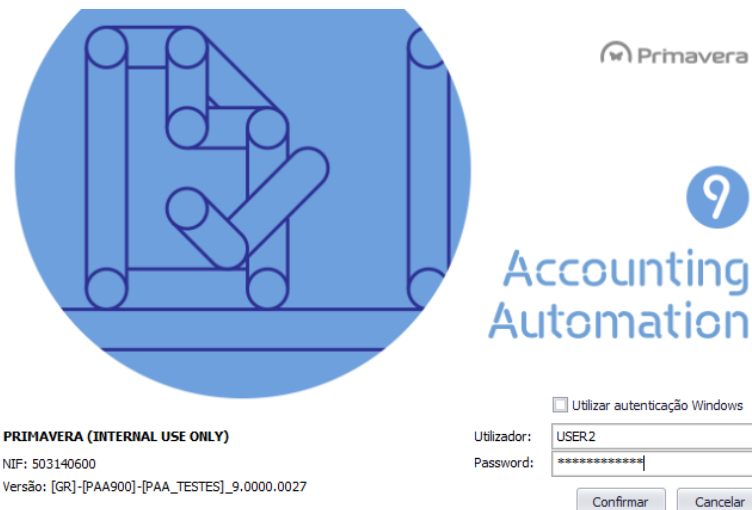 Primavera
9
Accounting
Automation
Utilizar autenticação Windows
PRIMAVERA (INTERNAL USE ONLY)
Utilizador: USER2
NIF: 503140600
Password: ************
Versão: [GR]-[PAA900]-[PAA_TESTES]_9.0000.0027
Confirmar Cancelar